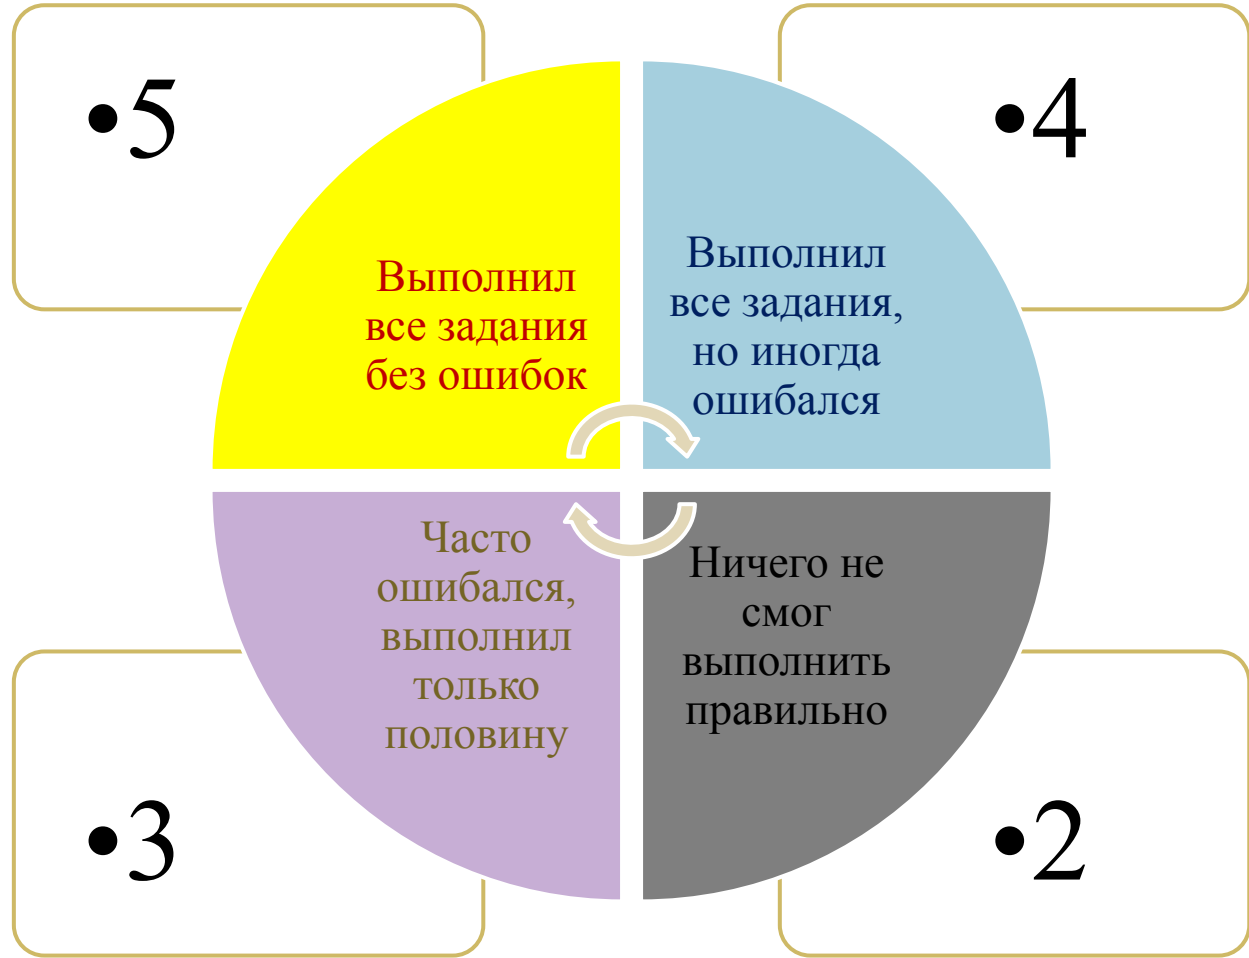 •5
Выполнил
все задания
без ошибок
•4
Выполнил
все задания,
но иногда
ошибался
•3
Часто
ошибался,
выполнил
только
половину
•2
Ничего не
смог
выполнить
правильно